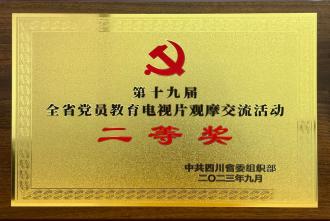 第十九届
全省党员教育电视片观摩交流活动
二等奖
中共四川省委组织部
二〇二三年九月